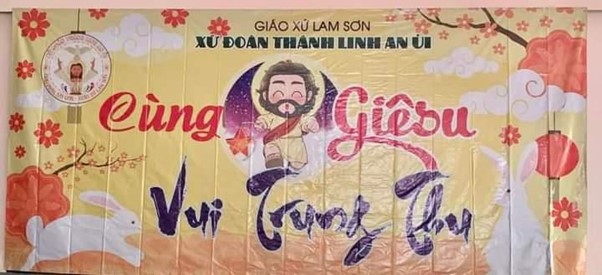 GIÁO XỨ LAM SƠN
XỨ ĐOÀN THÁNH LINH AN ỦI
Cùng Giêsu
Vui Trung Thu